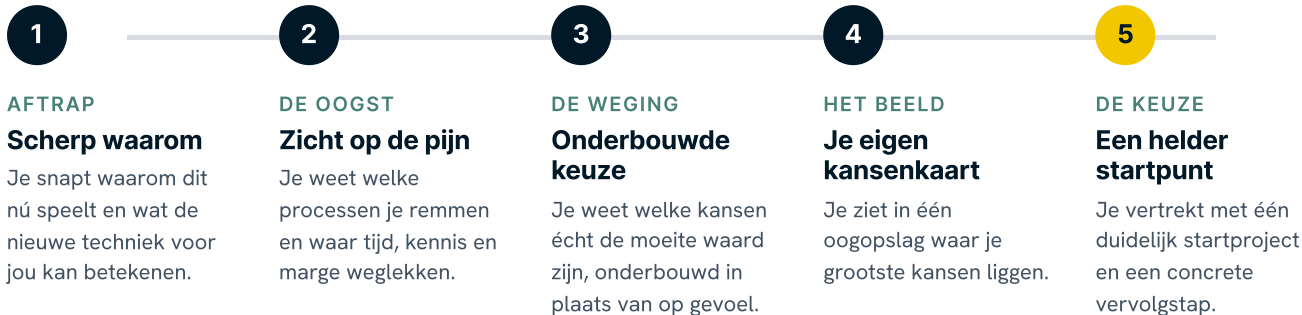 1
AFTRAP
Scherp waarom
Je snapt waarom dit
nú speelt en wat de
nieuwe techniek voor
jou kan betekenen.
2
DE OOGST
Zicht op de pijn
Je weet welke
processen je remmen
en waar tijd, kennis en
marge weglekken.
3
DE WEGING
Onderbouwde
keuze
Je weet welke kansen
écht de moeite waard
zijn, onderbouwd in
plaats van op gevoel.
4
HET BEELD
Je eigen
kansenkaart
Je ziet in één
oogopslag waar je
grootste kansen liggen.
5
DE KEUZE
Een helder
startpunt
Je vertrekt met één
duidelijk startproject
en een concrete
vervolgstap.